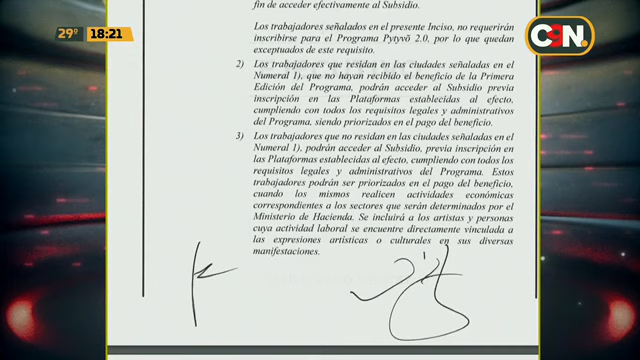 29º 18:21
C9N.
fin de acceder efectivamente al Subsidio.
Los trabajadores señalados en el presente Inciso, no requerirán
inscribirse para el Programa Pytyvõ 2.0, por lo que quedan
exceptuados de este requisito.
2) Los trabajadores que residan en las ciudades señaladas en el
Numeral 1), que no hayan recibido el beneficio de la Primera
Edición del Programa, podrán acceder al Subsidio previa
inscripción en las Plataformas establecidas al efecto,
cumpliendo con todos los requisitos legales y administrativos
del Programa, siendo priorizados en el pago del beneficio.
3) Los trabajadores que no residan en las ciudades señaladas en el
Numeral 1), podrán acceder al Subsidio, previa inscripción en
las Plataformas establecidas al efecto, cumpliendo con todos los
requisitos legales y administrativos del Programa. Estos
trabajadores podrán ser priorizados en el pago del beneficio,
cuando los mismos realicen actividades económicas
correspondientes a los sectores que serán determinados por el
Ministerio de Hacienda. Se incluirá a los artistas y personas
cuya actividad laboral se encuentre directamente vinculada a
las expresiones artísticas o culturales en sus diversas
manifestaciones.